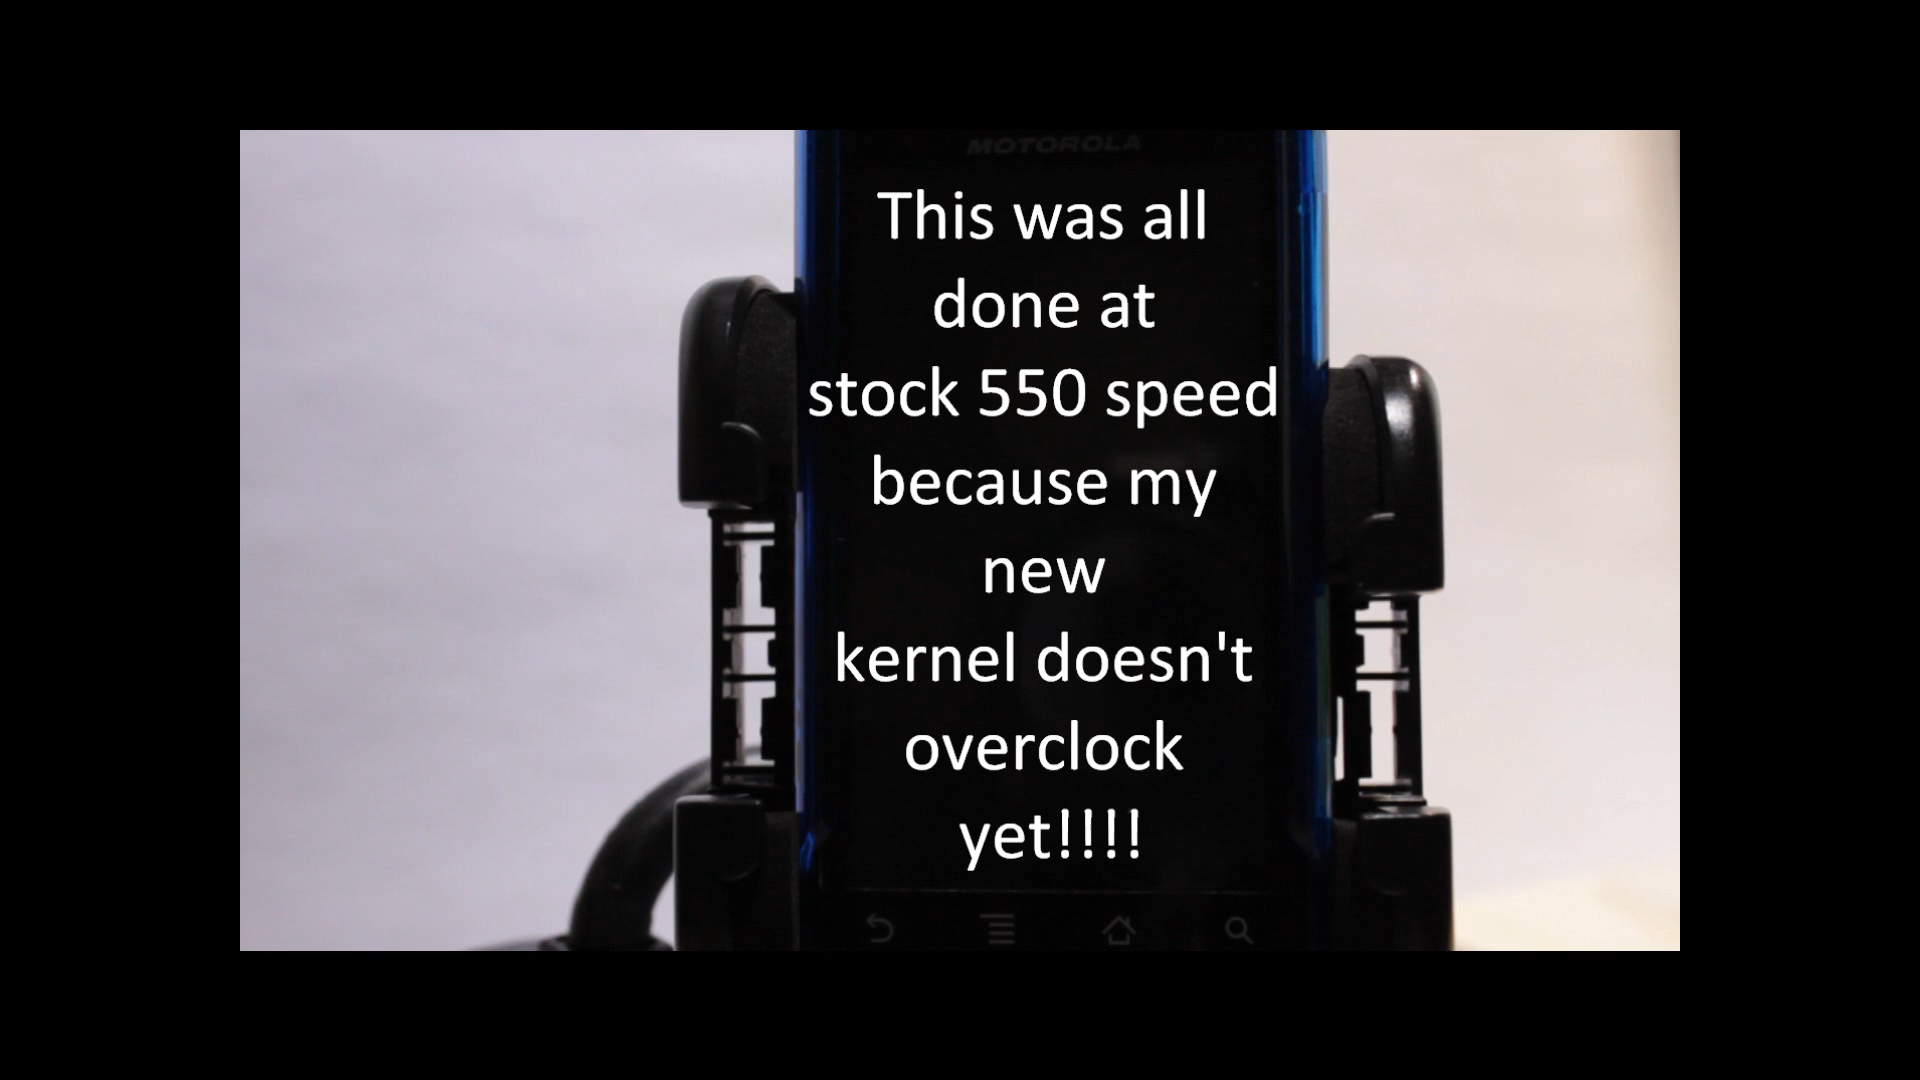 MOTOROLA
This was all
done at
stock 550 speed
because my
new
kernel doesn't
overclock
yet!!!!